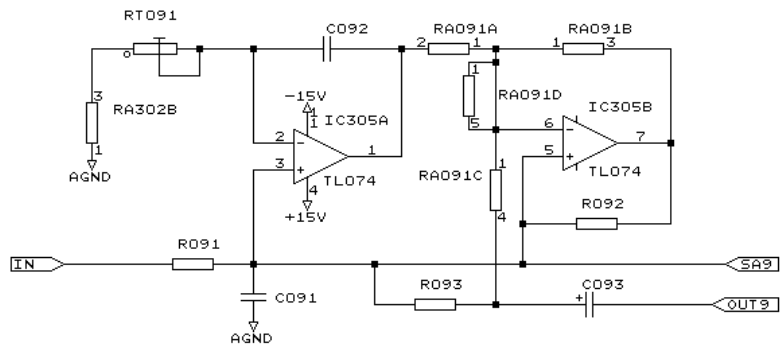 RT091
C092
RA091A
RA091B
2
1
1
3
3
RA302B
1
AGND
1
RA091D
5
-15V
11
IC305A
2
-
3
+
1
TL074
4
+15V
IC305B
6
-
5
+
7
TL074
1
RA091C
4
R092
IN
R091
SA9
C091
AGND
R093
+
C093
OUT9